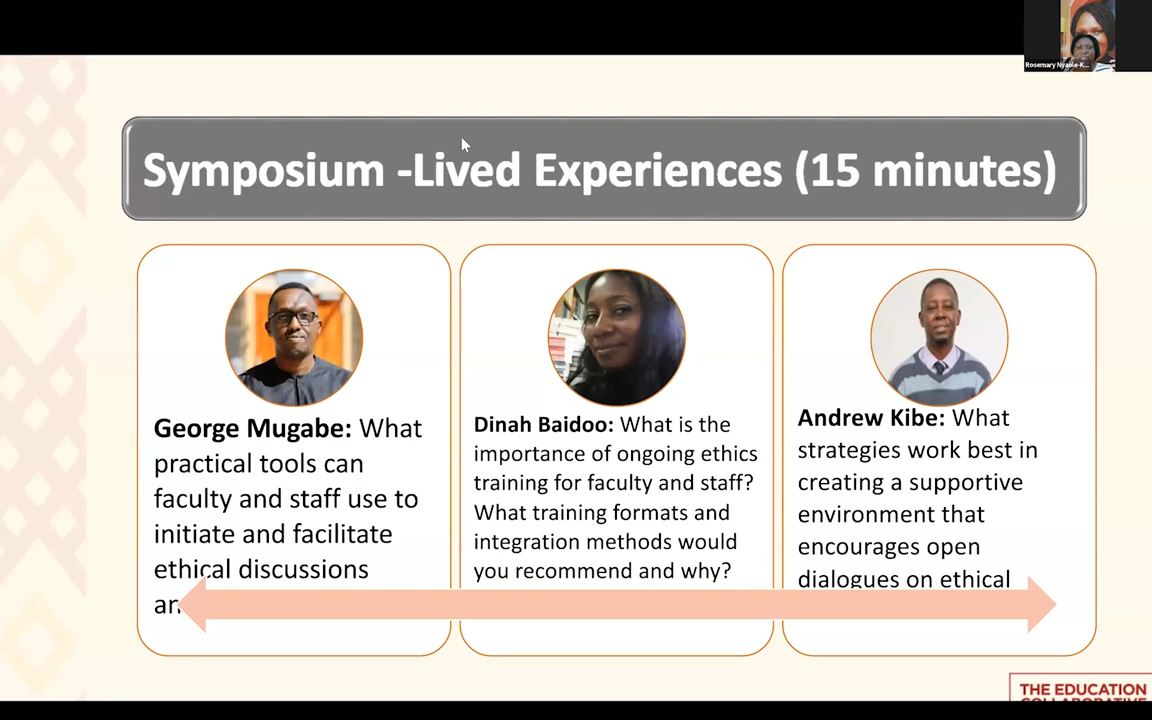 Rosemary Nyaole-K...
Symposium -Lived Experiences (15 minutes)
George Mugabe: What
practical tools can
faculty and staff use to
initiate and facilitate
ethical discussions
Dinah Baidoo: What is the
importance of ongoing ethics
training for faculty and staff?
What training formats and
integration methods would
you recommend and why?
Andrew Kibe: What
strategies work best in
creating a supportive
environment that
encourages open
dialogues on ethical
THE EDUCATION
COLLABORATIVE